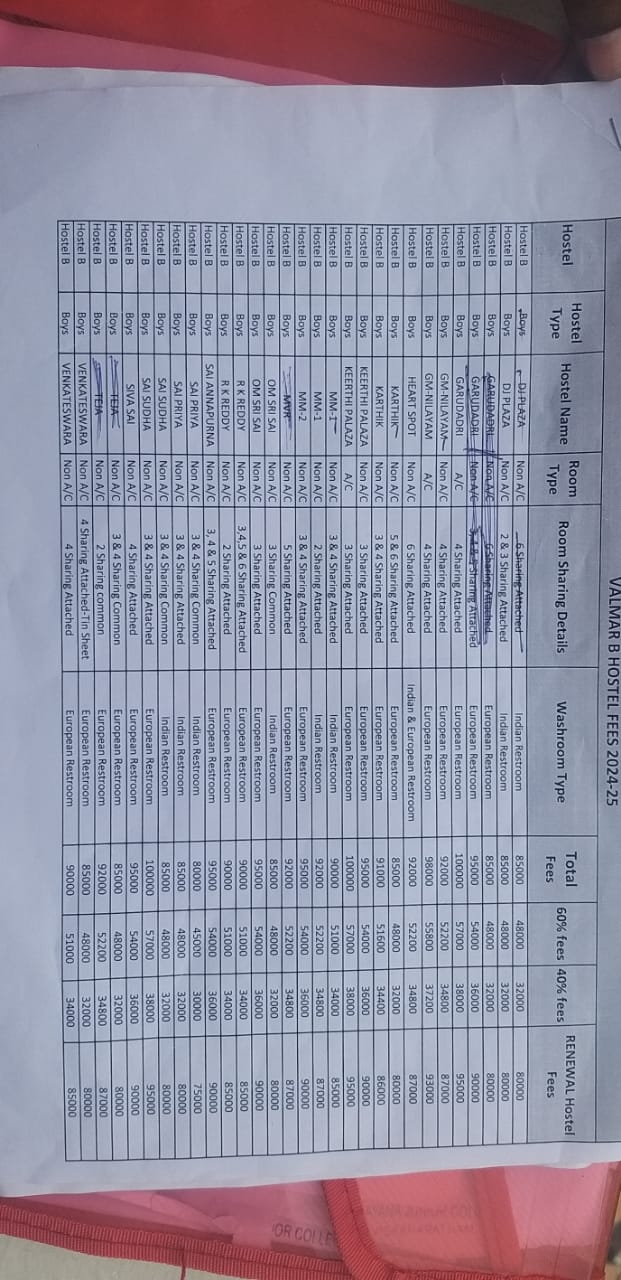 VALMAR B HOSTEL FEES 2024-25
Hostel Hostel Type Hostel Name Room Type Room Sharing Details Washroom Type Total Fees 60% fees 40% fees RENEWAL Hostel Fees
Hostel B Boys DJ PLAZA Non A/C 6 Sharing Attached Indian Restroom 85000 48000 32000 80000
Hostel B Boys DJ PLAZA Non A/C 2 & 3 Sharing Attached Indian Restroom 85000 48000 32000 80000
Hostel B Boys GARUDADRI Non A/C 6 Sharing Attached European Restroom 85000 48000 32000 80000
Hostel B Boys GARUDADRI Non A/C 3, 4 & 5 Sharing Attached European Restroom 95000 54000 36000 90000
Hostel B Boys GARUDADRI A/C 4 Sharing Attached European Restroom 100000 57000 38000 95000
Hostel B Boys GM-NILAYAM Non A/C 4 Sharing Attached European Restroom 92000 52200 34800 87000
Hostel B Boys GM-NILAYAM A/C 4 Sharing Attached European Restroom 98000 55800 37200 93000
Hostel B Boys HEART SPOT Non A/C 6 Sharing Attached Indian & European Restroom 92000 52200 34800 87000
Hostel B Boys KARTHIK Non A/C 5 & 6 Sharing Attached European Restroom 85000 48000 32000 80000
Hostel B Boys KARTHIK Non A/C 3 & 4 Sharing Attached European Restroom 91000 51600 34400 86000
Hostel B Boys KEERTHI PALAZA Non A/C 3 Sharing Attached European Restroom 95000 54000 36000 90000
Hostel B Boys KEERTHI PALAZA A/C 3 Sharing Attached European Restroom 100000 57000 38000 95000
Hostel B Boys MM-1 Non A/C 3 & 4 Sharing Attached Indian Restroom 90000 51000 34000 85000
Hostel B Boys MM-1 Non A/C 2 Sharing Attached Indian Restroom 92000 52200 34800 87000
Hostel B Boys MM-2 Non A/C 3 & 4 Sharing Attached European Restroom 95000 54000 36000 90000
Hostel B Boys MVR Non A/C 5 Sharing Attached European Restroom 92000 52200 34800 87000
Hostel B Boys OM SRI SAI Non A/C 3 Sharing Common Indian Restroom 85000 48000 32000 80000
Hostel B Boys OM SRI SAI Non A/C 3 Sharing Attached European Restroom 95000 54000 36000 90000
Hostel B Boys R K REDDY Non A/C 3,4,5 & 6 Sharing Attached European Restroom 90000 51000 34000 85000
Hostel B Boys R K REDDY Non A/C 2 Sharing Attached European Restroom 90000 51000 34000 85000
Hostel B Boys SAI ANNAPURNA Non A/C 3, 4 & 5 Sharing Attached European Restroom 95000 54000 36000 90000
Hostel B Boys SAI PRIYA Non A/C 3 & 4 Sharing Common Indian Restroom 80000 45000 30000 75000
Hostel B Boys SAI PRIYA Non A/C 3 & 4 Sharing Attached Indian Restroom 85000 48000 32000 80000
Hostel B Boys SAI SUDHA Non A/C 3 & 4 Sharing Common Indian Restroom 85000 48000 32000 80000
Hostel B Boys SAI SUDHA Non A/C 3 & 4 Sharing Attached European Restroom 100000 57000 38000 95000
Hostel B Boys SIVA SAI Non A/C 4 Sharing Attached European Restroom 95000 54000 36000 90000
Hostel B Boys TEJA Non A/C 3 & 4 Sharing Common European Restroom 85000 48000 32000 80000
Hostel B Boys TEJA Non A/C 2 Sharing common European Restroom 92000 52200 34800 87000
Hostel B Boys VENKATESWARA Non A/C 4 Sharing Attached-Tin Sheet European Restroom 85000 48000 32000 80000
Hostel B Boys VENKATESWARA Non A/C 4 Sharing Attached European Restroom 90000 51000 34000 85000